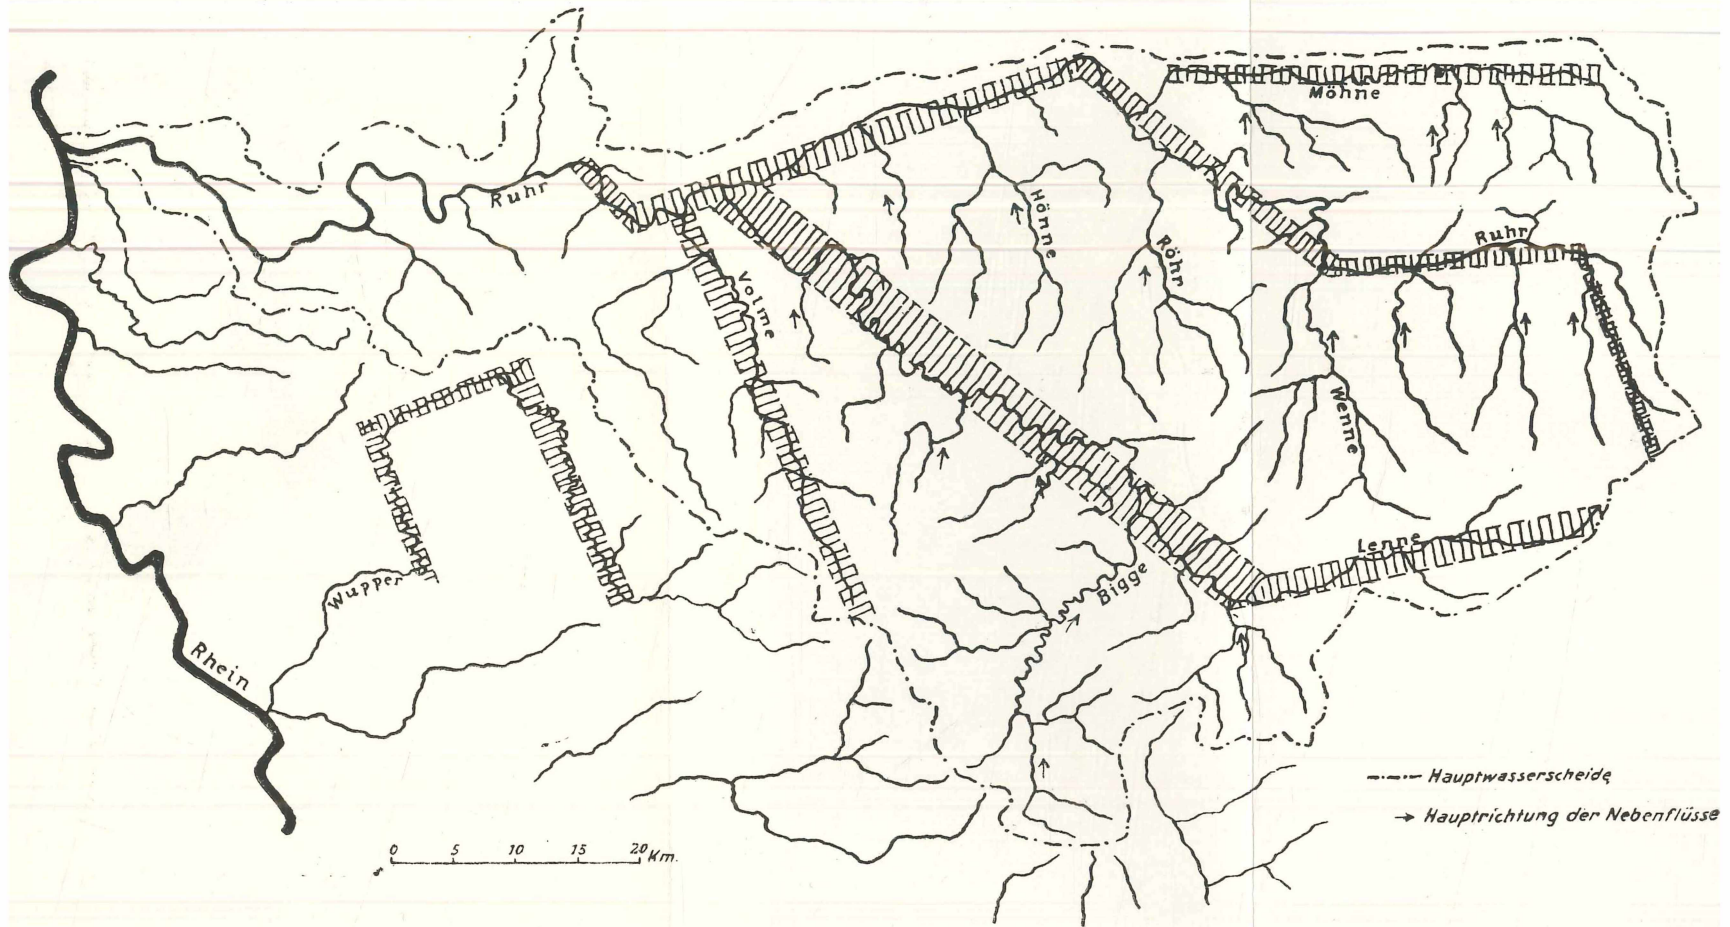 Möhne
Ruhr
Hönne
Ruhr
Röhr
Volme
Wenne
Lenne
Wupper
Bigge
Rhein
Hauptwasserscheide
Hauptrichtung der Nebenflüsse
0 5 10 15 20 Km.